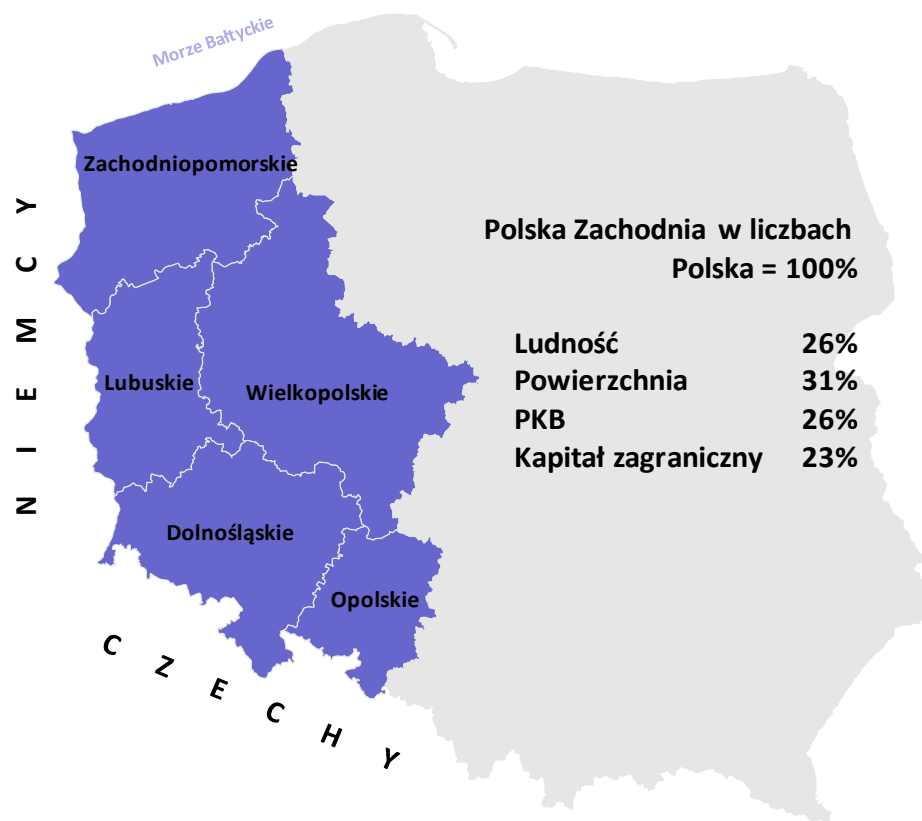 Morze Bałtyckie
Zachodniopomorskie
N I E M C Y
Polska Zachodnia w liczbach
Polska = 100%
Ludność 26%
Powierzchnia 31%
PKB 26%
Kapitał zagraniczny 23%
Lubuskie
Wielkopolskie
Dolnośląskie
Opolskie
C Z E C H Y